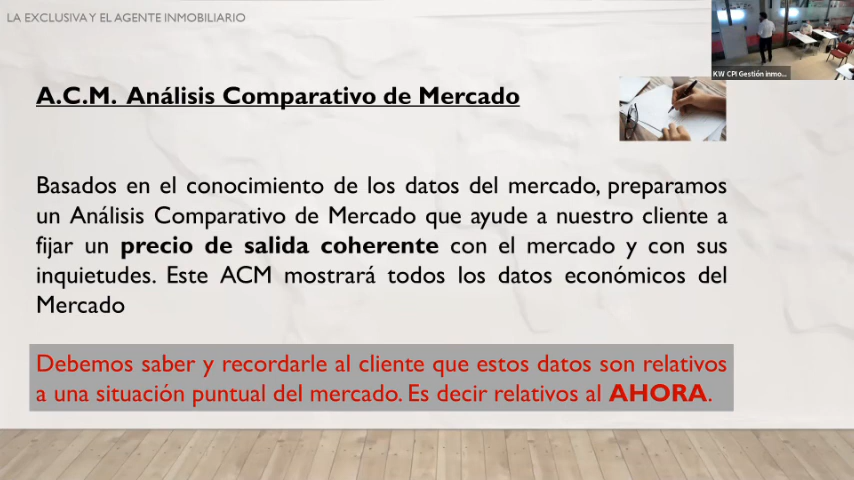 LA EXCLUSIVA Y EL AGENTE INMOBILIARIO
KW CPI Gestión inmo...
A.C.M. Análisis Comparativo de Mercado
Basados en el conocimiento de los datos del mercado, preparamos
un Análisis Comparativo de Mercado que ayude a nuestro cliente a
fijar un precio de salida coherente con el mercado y con sus
inquietudes. Este ACM mostrará todos los datos económicos del
Mercado
Debemos saber y recordarle al cliente que estos datos son relativos
a una situación puntual del mercado. Es decir relativos al AHORA.